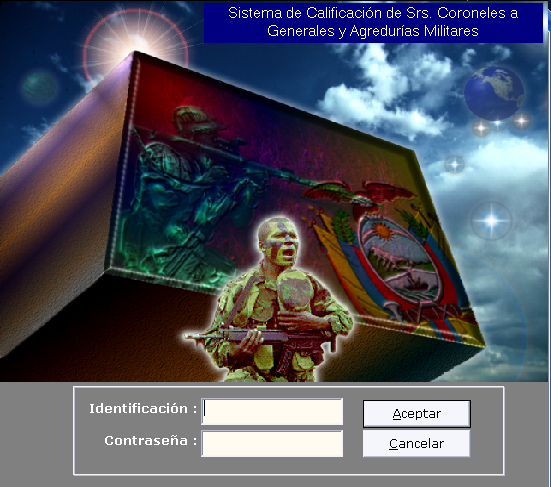 Sistema de Calificación de Srs. Coroneles a
Generales y Agredurías Militares
Identificación :
Aceptar
Contraseña :
Cancelar